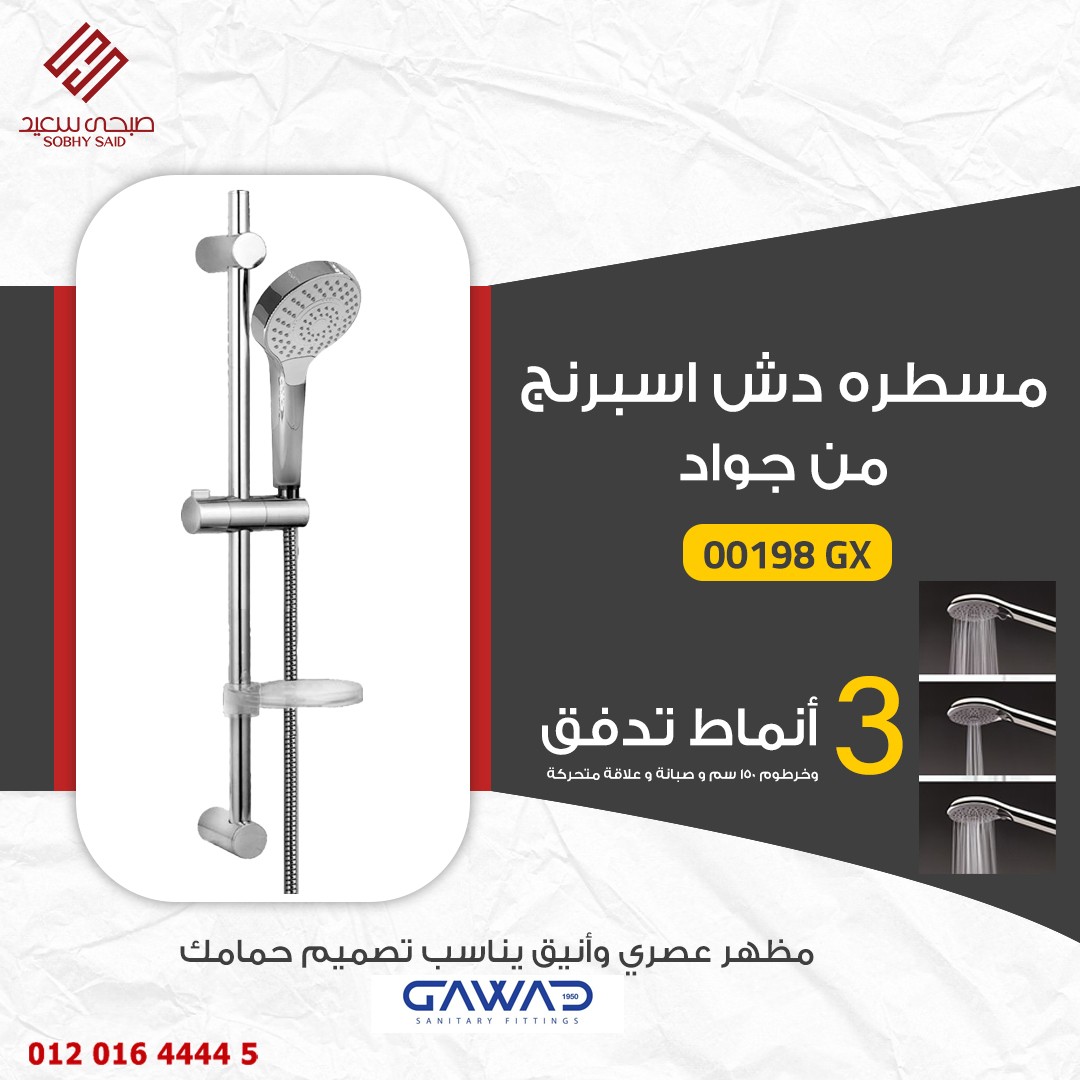 صبحى سعيد
SOBHY SAID
مسطره دش اسبرنج
من جواد
00198 GX
3 أنماط تدفق
وخرطوم ١٥٠ سم و صبانة و علاقة متحركة
مظهر عصري وأنيق يناسب تصميم حمامك
GAWAD 1950
SANITARY FITTINGS
012 016 4444 5